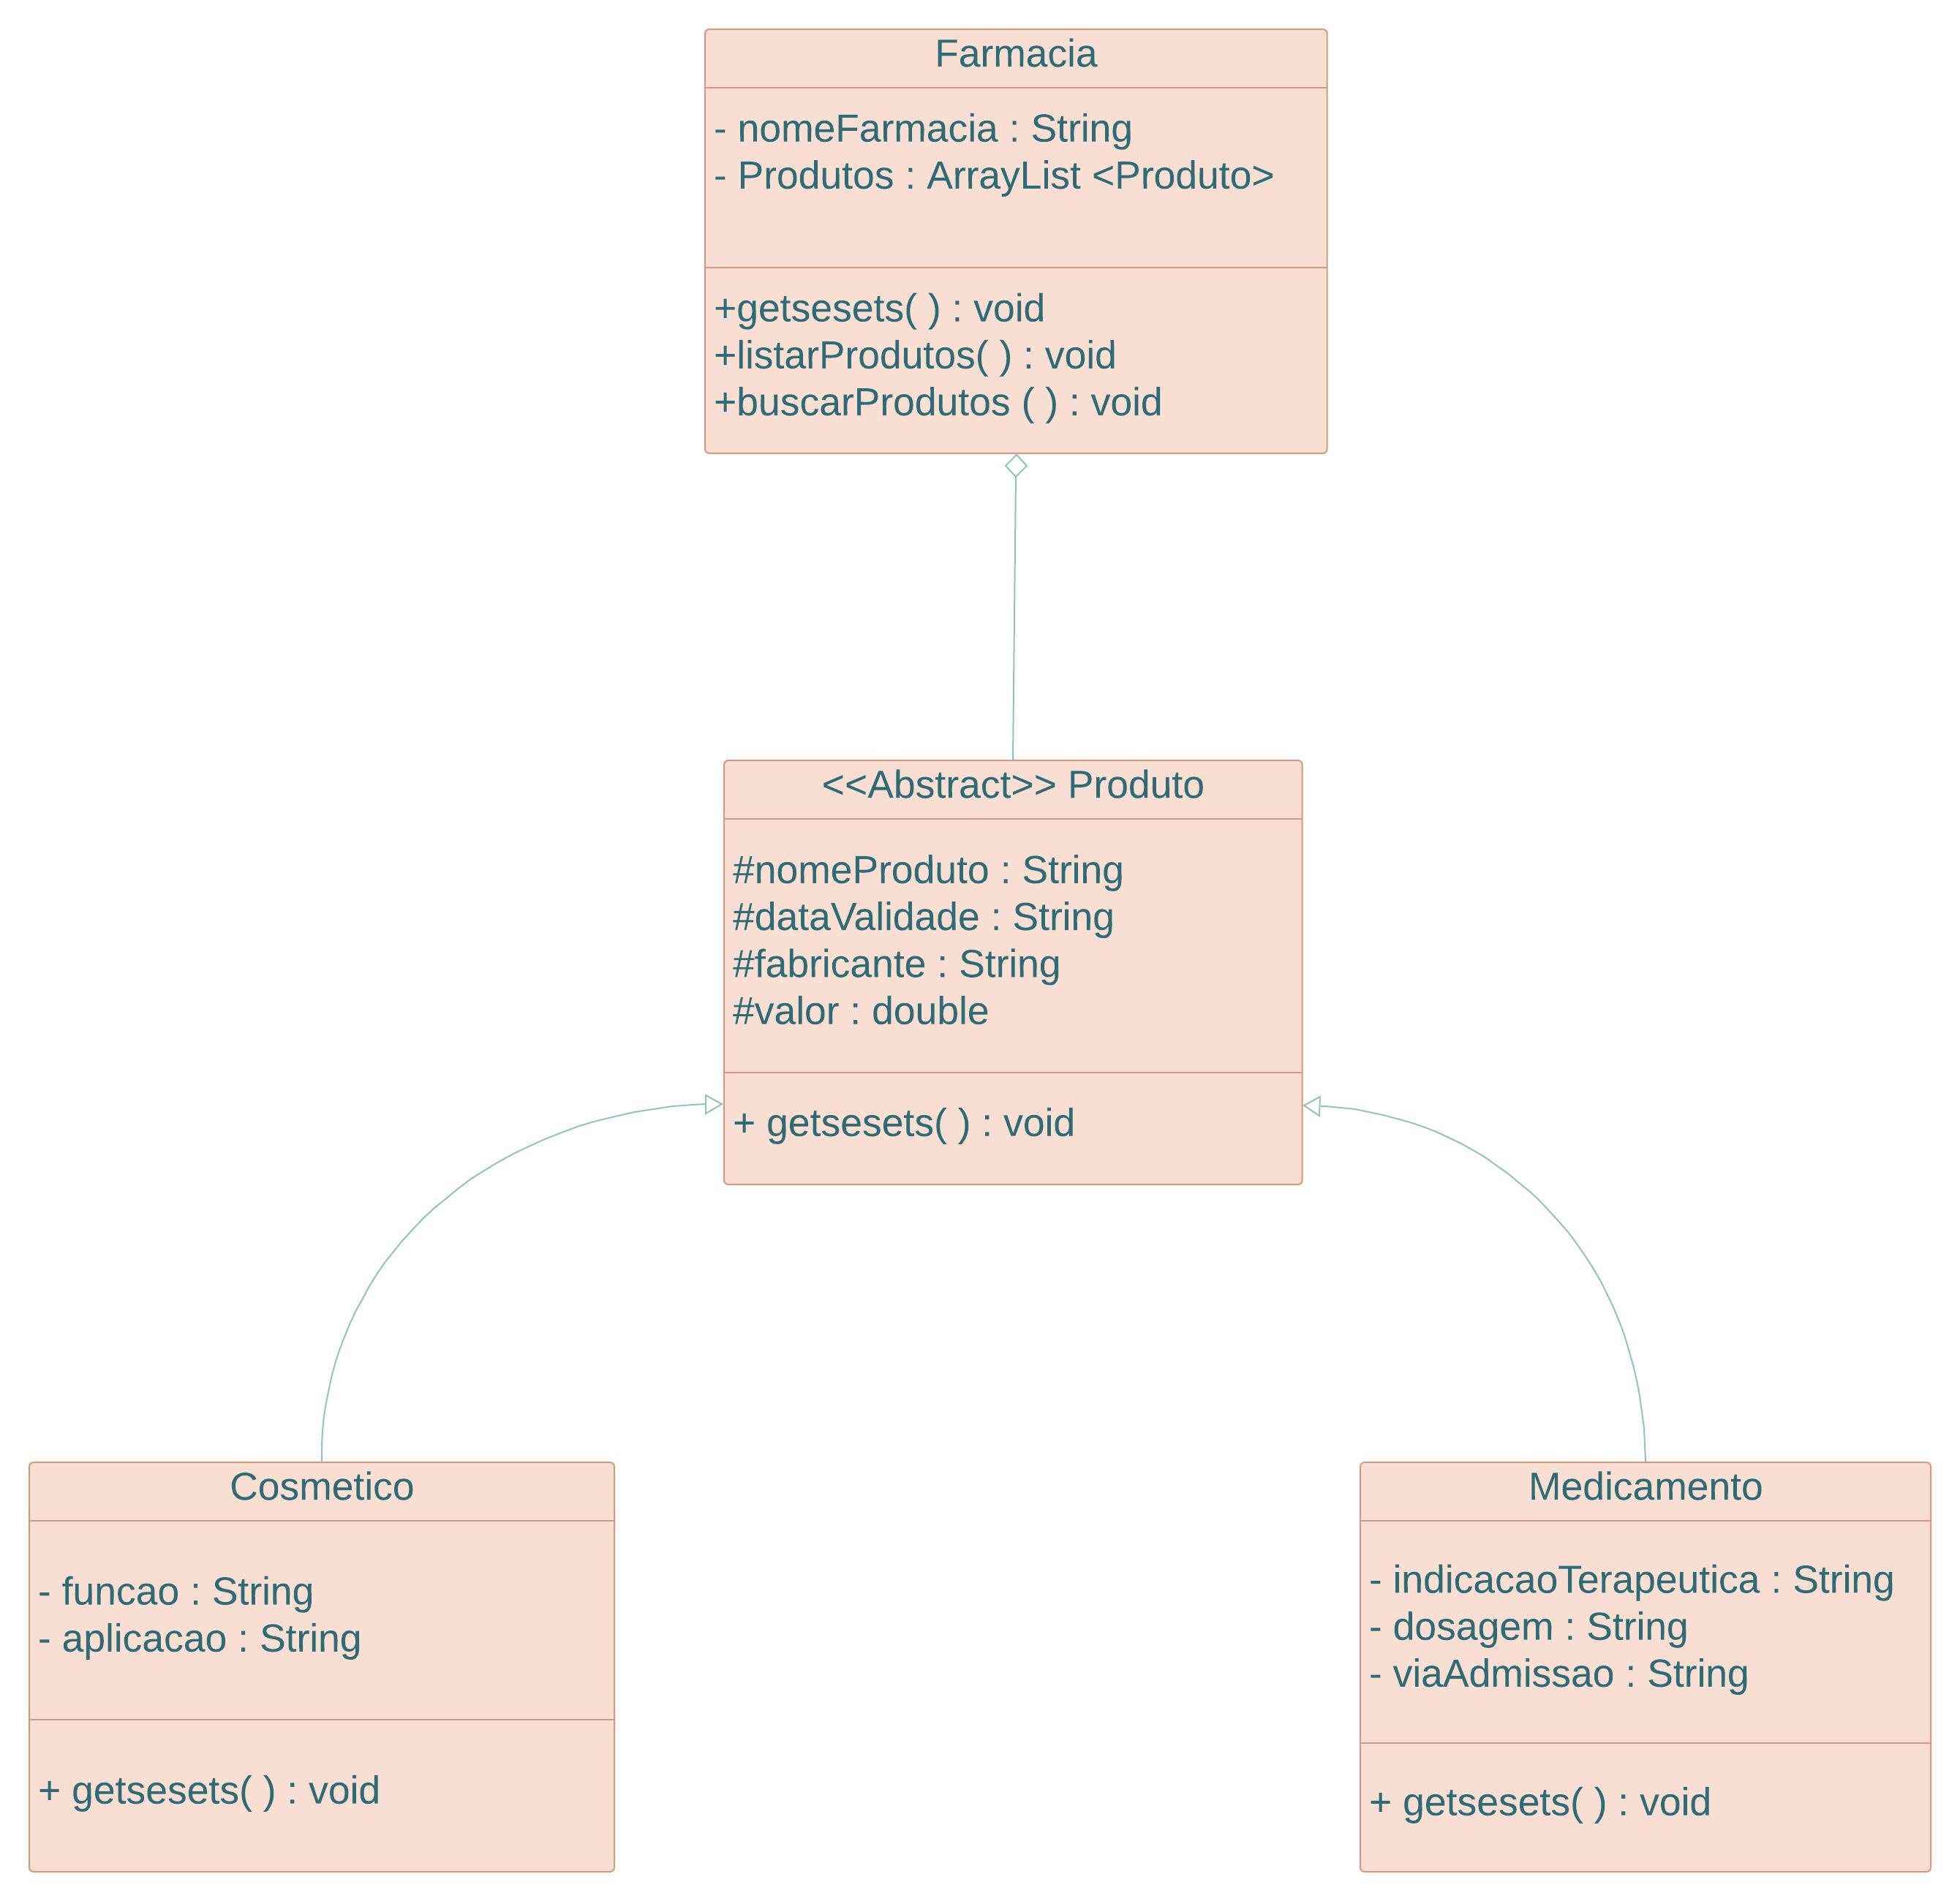 Farmacia
- nomeFarmacia : String
- Produtos : ArrayList <Produto>
+getsesets( ) : void
+listarProdutos( ) : void
+buscarProdutos ( ) : void
<<Abstract>> Produto
#nomeProduto : String
#dataValidade : String
#fabricante : String
#valor : double
+ getsesets( ) : void
Cosmetico
- funcao : String
- aplicacao : String
+ getsesets( ) : void
Medicamento
- indicacaoTerapeutica : String
- dosagem : String
- viaAdmissao : String
+ getsesets( ) : void